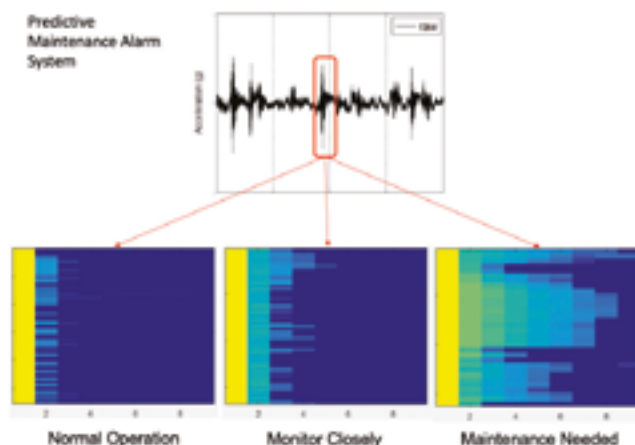 Predictive
Maintenance Alarm
System
Acceleration (g)
2 4 6 8
2 4 6 8
2 4 6 8
Normal Operation
Monitor Closely
Maintenance Needed